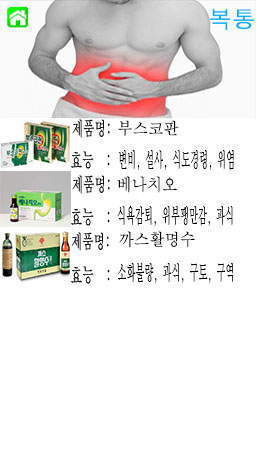 복통
제품명: 부스코판
효능 : 변비, 설사, 식도경령, 위염
제품명: 베나치오
효능 : 식욕감퇴, 위부팽만감, 과식
제품명: 까스활명수
효능 : 소화불량, 과식, 구토, 구역